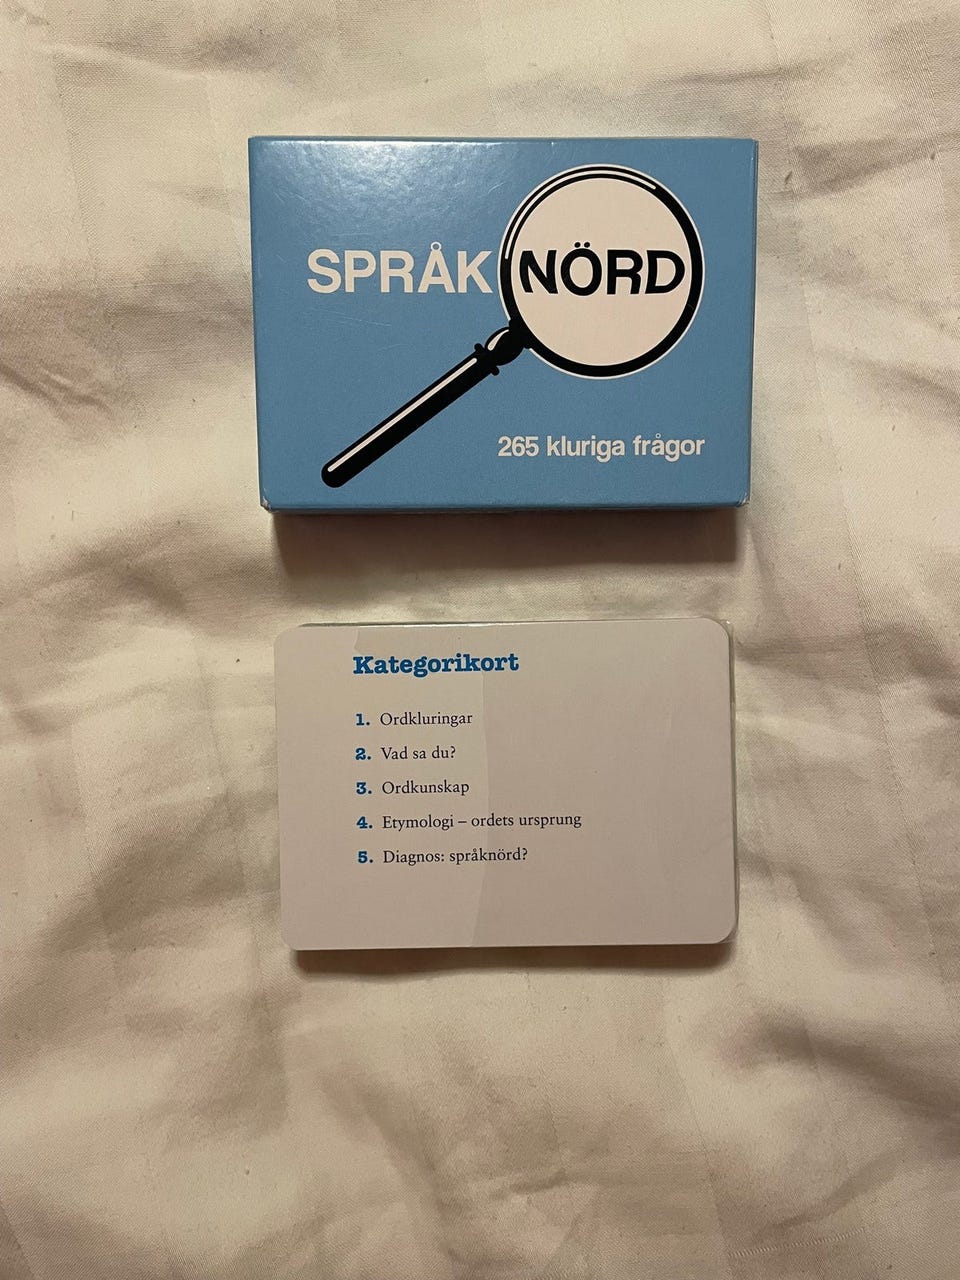 SPRÅK NÖRD
265 kluriga frågor
Kategorikort
1. Ordkluringar
2. Vad sa du?
3. Ordkunskap
4. Etymologi – ordets ursprung
5. Diagnos: språknörd?